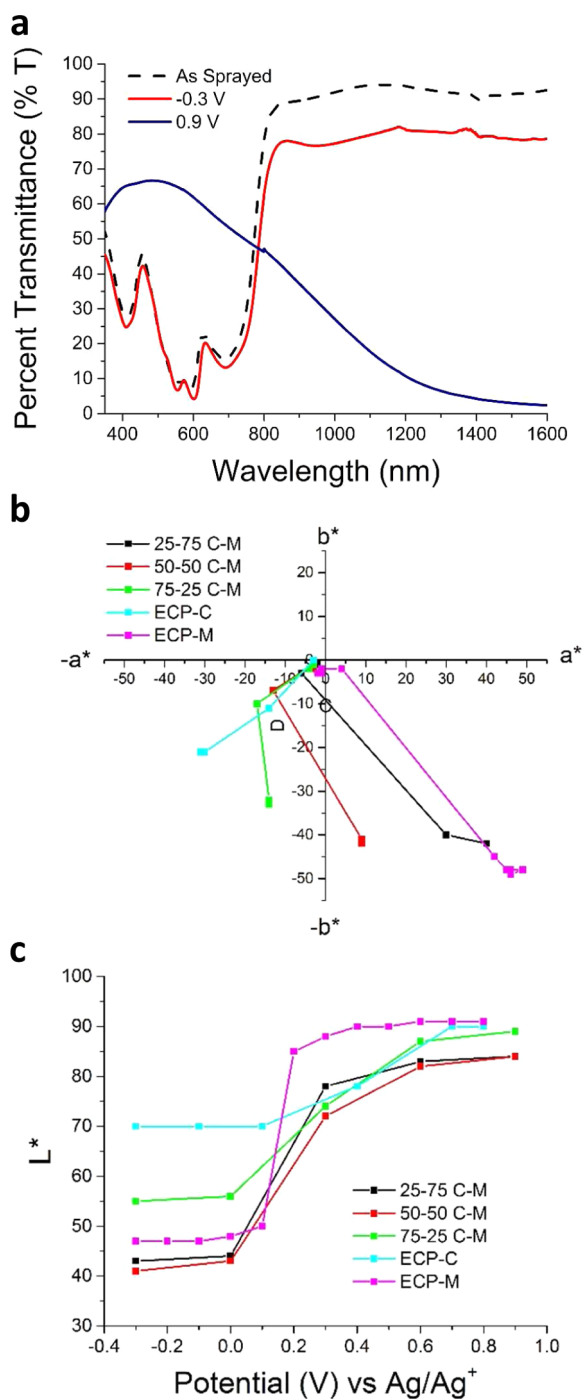 a
100
90
80
70
60
50
40
30
20
10
0
As Sprayed
-0.3 V
0.9 V
Percent Transmittance (% T)
400 600 800 1000 1200 1400 1600
Wavelength (nm)
b
25-75 C-M
50-50 C-M
75-25 C-M
ECP-C
ECP-M
b*
20
10
-a*
a*
-50 -40 -30 -20 -10 0 10 20 30 40 50
-10
-20
-30
-40
-50
D
C
-b*
c
100
90
80
70
60
50
40
30
L*
25-75 C-M
50-50 C-M
75-25 C-M
ECP-C
ECP-M
-0.4 -0.2 0.0 0.2 0.4 0.6 0.8 1.0
Potential (V) vs Ag/Ag+